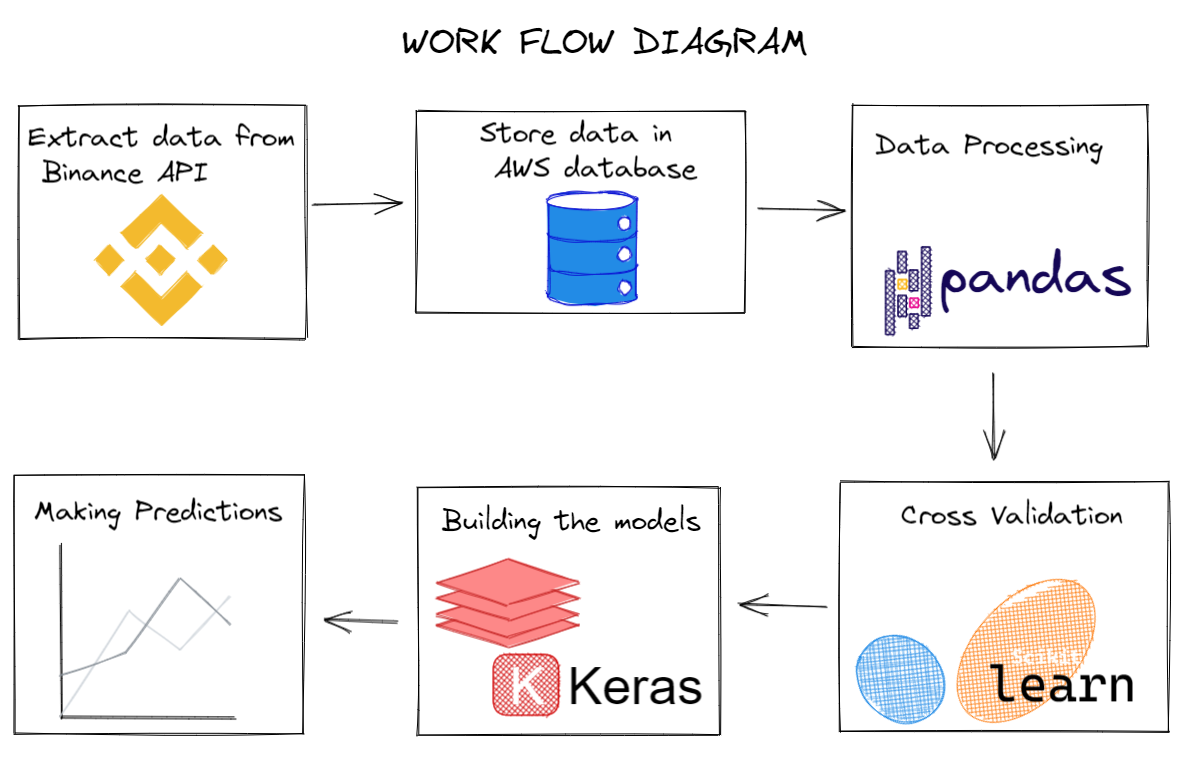 WORK FLOW DIAGRAM
Extract data from
Binance API
Store data in
AWS database
Data Processing
pandas
Making Predictions
Building the models
K Keras
Cross Validation
Scikit
learn